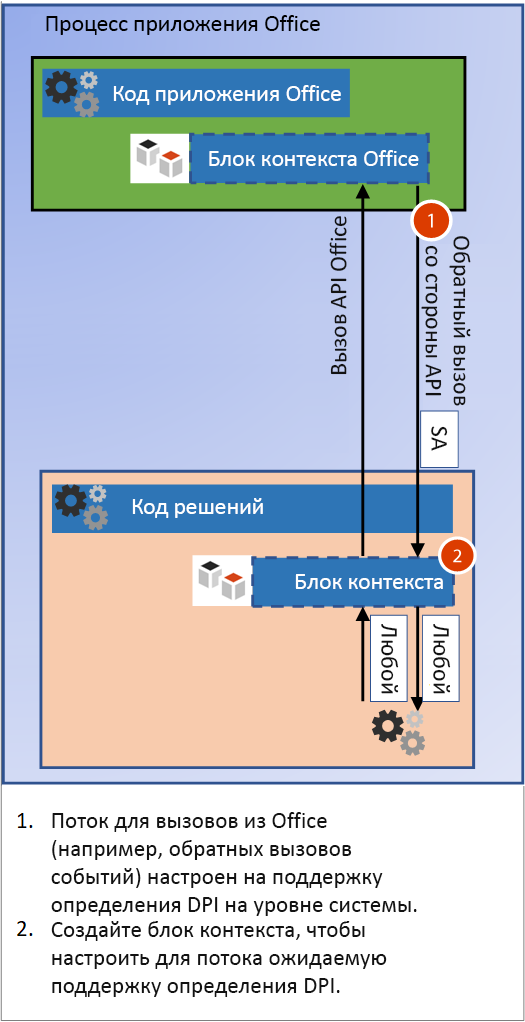 Процесс приложения Office
Код приложения Office
Блок контекста Office
1
Вызов API Office
Обратный вызов
со стороны API
SA
Код решений
2
Блок контекста
Любой
Любой
1. Поток для вызовов из Office
(например, обратных вызовов
событий) настроен на поддержку
определения DPI на уровне системы.
2. Создайте блок контекста, чтобы
настроить для потока ожидаемую
поддержку определения DPI.